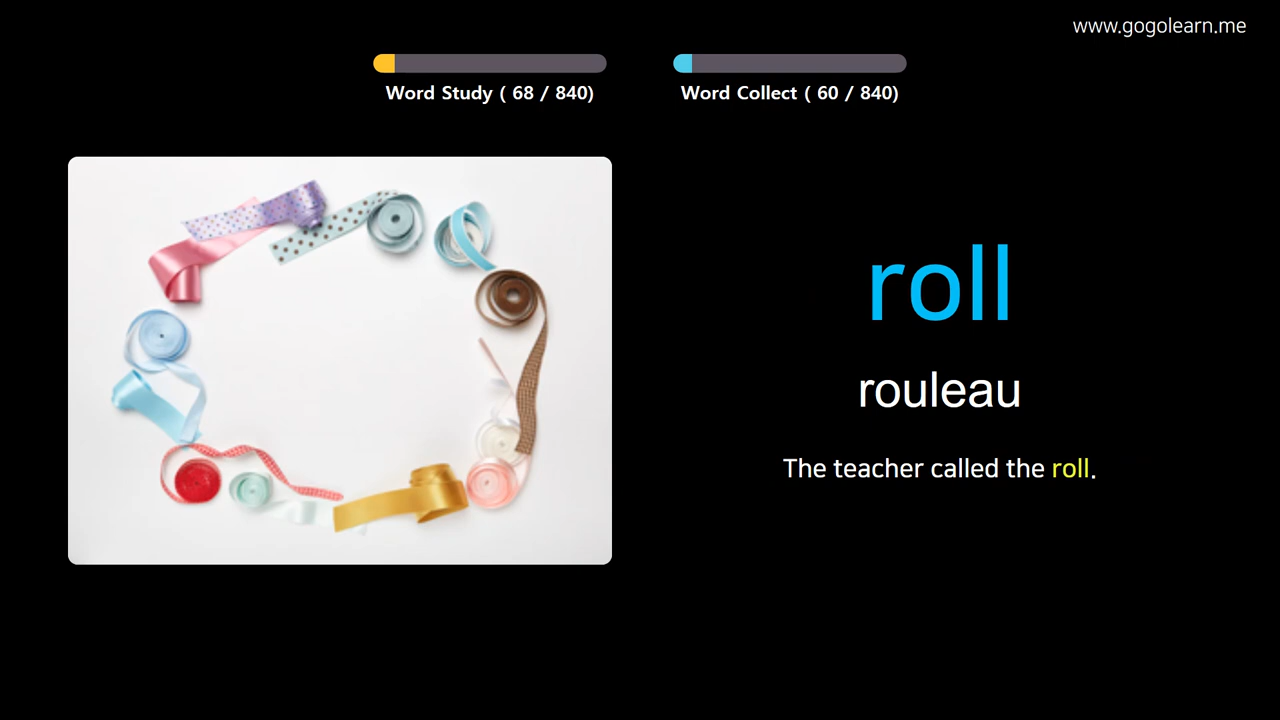 www.gogolearn.me
Word Study ( 68 / 840)
Word Collect ( 60 / 840)
roll
rouleau
The teacher called the roll.